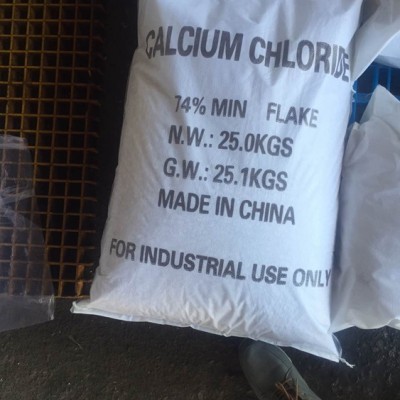 CALCIUM CHLORIDE
74% MIN FLAKE
N.W.: 25.0KGS
G.W.: 25.1KGS
MADE IN CHINA
FOR INDUSTRIAL USE ONLY